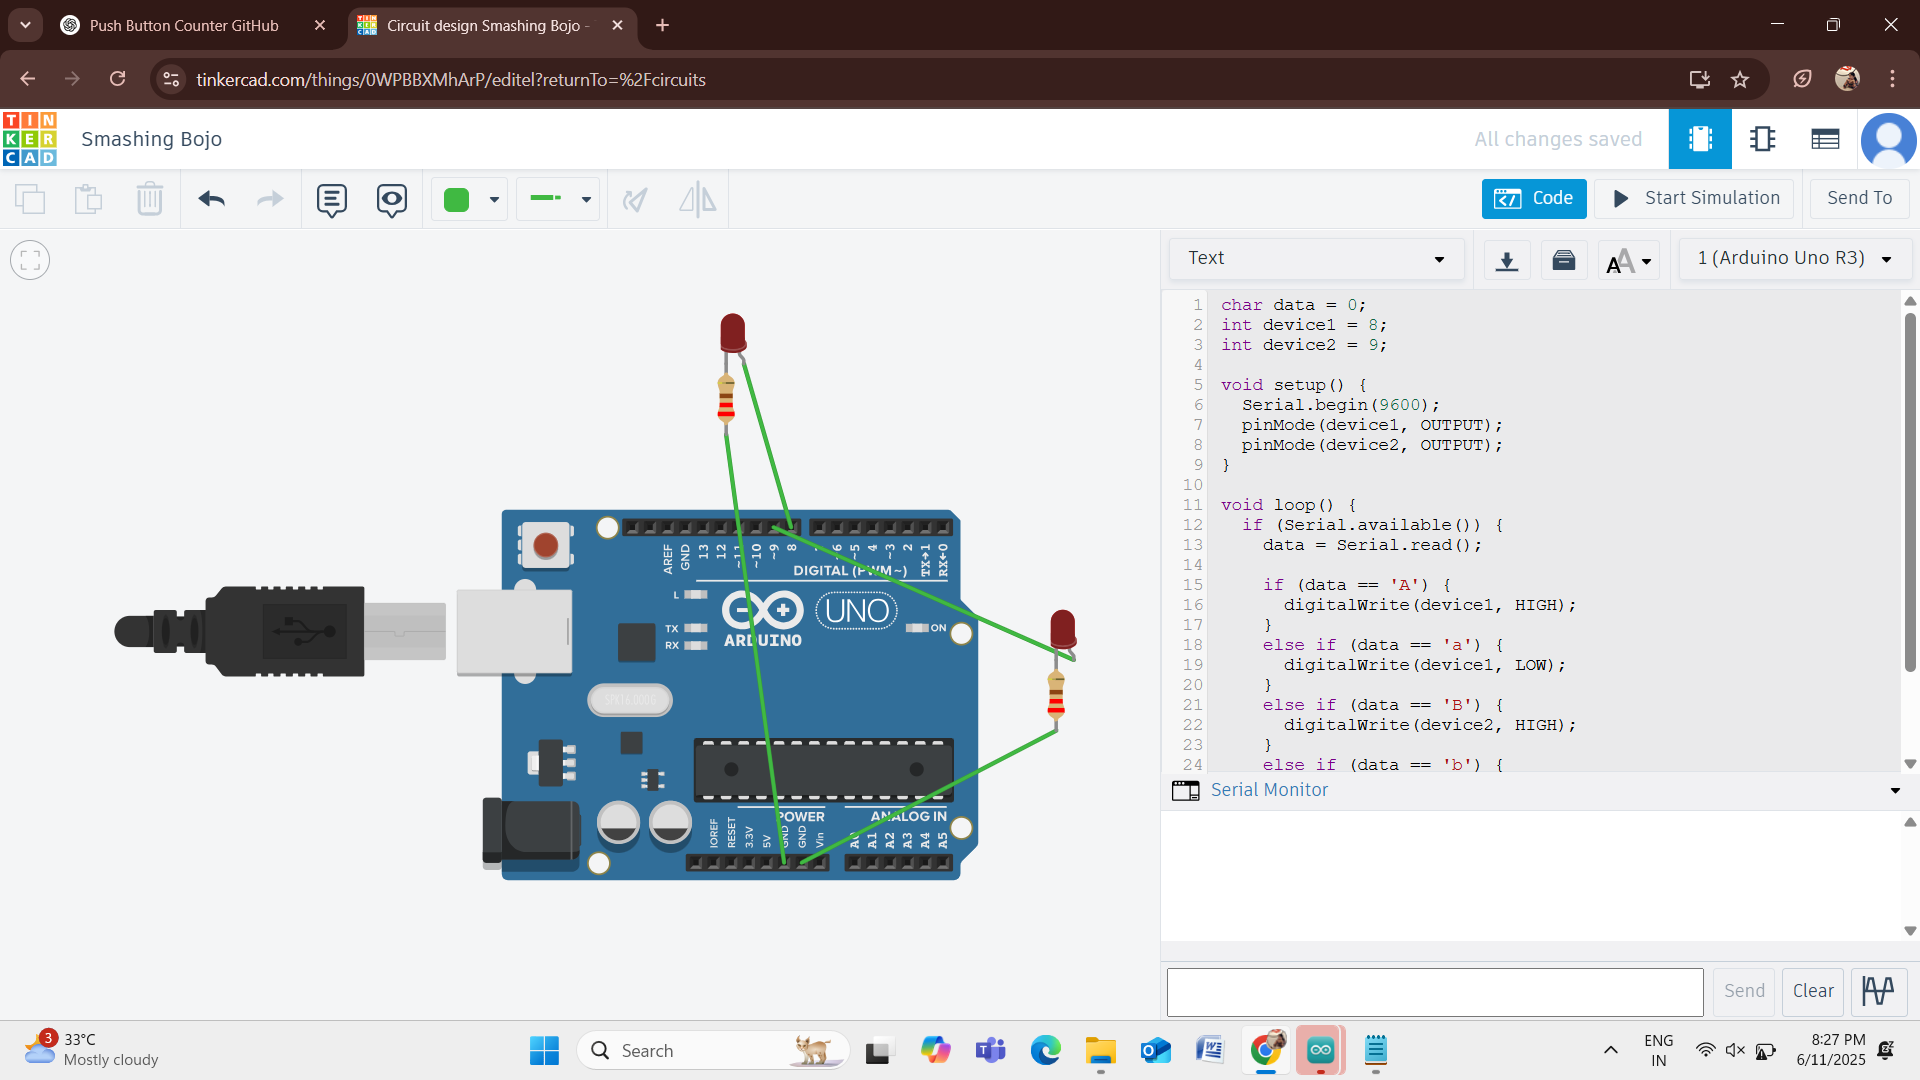 Push Button Counter GitHub
Circuit design Smashing Bojo -
tinkercad.com/things/0WPBBXMhArP/editel?returnTo=%2Fcircuits
TIN
KER
CAD
Smashing Bojo
All changes saved
Code
Start Simulation
Send To
Text
1 (Arduino Uno R3)
1 char data = 0;
2 int device1 = 8;
3 int device2 = 9;
4
5 void setup() {
6 Serial.begin(9600);
7 pinMode(device1, OUTPUT);
8 pinMode(device2, OUTPUT);
9 }
10
11 void loop() {
12 if (Serial.available()) {
13 data = Serial.read();
14
15 if (data == 'A') {
16 digitalWrite(device1, HIGH);
17 }
18 else if (data == 'a') {
19 digitalWrite(device1, LOW);
20 }
21 else if (data == 'B') {
22 digitalWrite(device2, HIGH);
23 }
24 else if (data == 'b') {
Serial Monitor
Send
Clear
AREF
GND
13
12
~11
~10
~9
8
~6
~5
4
~3
2
TX→1
RX←0
DIGITAL (PWM~)
L
TX
RX
ARDUINO
UNO
ON
SPK16.000G
POWER
ANALOG IN
IOREF
RESET
3.3V
5V
GND
GND
Vin
A0
A1
A2
A3
A4
A5
3
33°C
Mostly cloudy
Search
ENG
IN
8:27 PM
6/11/2025